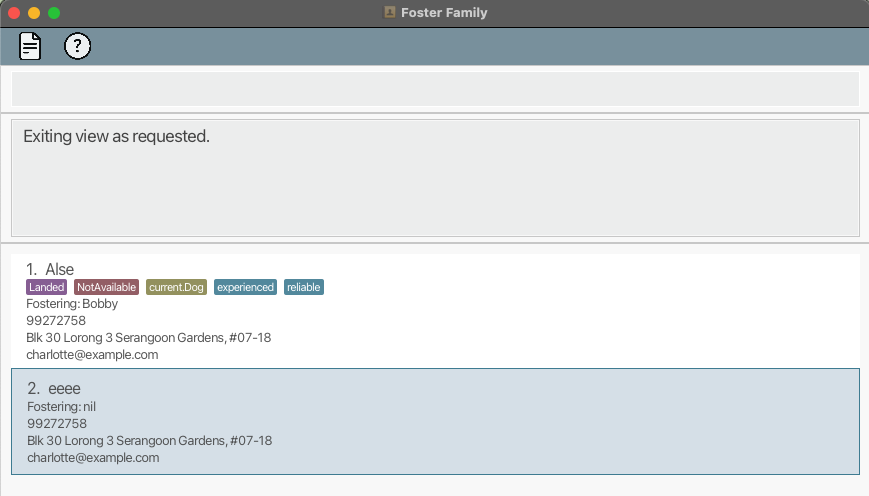 Foster Family
?
Exiting view as requested.
1. Alse
Landed NotAvailable current.Dog experienced reliable
Fostering: Bobby
99272758
Blk 30 Lorong 3 Serangoon Gardens, #07-18
charlotte@example.com
2. eeee
Fostering: nil
99272758
Blk 30 Lorong 3 Serangoon Gardens, #07-18
charlotte@example.com